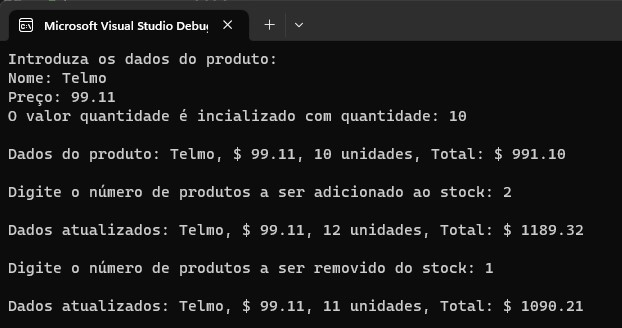 Microsoft Visual Studio Debug
Introduza os dados do produto:
Nome: Telmo
Preço: 99.11
O valor quantidade é incializado com quantidade: 10
Dados do produto: Telmo, $ 99.11, 10 unidades, Total: $ 991.10
Digite o número de produtos a ser adicionado ao stock: 2
Dados atualizados: Telmo, $ 99.11, 12 unidades, Total: $ 1189.32
Digite o número de produtos a ser removido do stock: 1
Dados atualizados: Telmo, $ 99.11, 11 unidades, Total: $ 1090.21